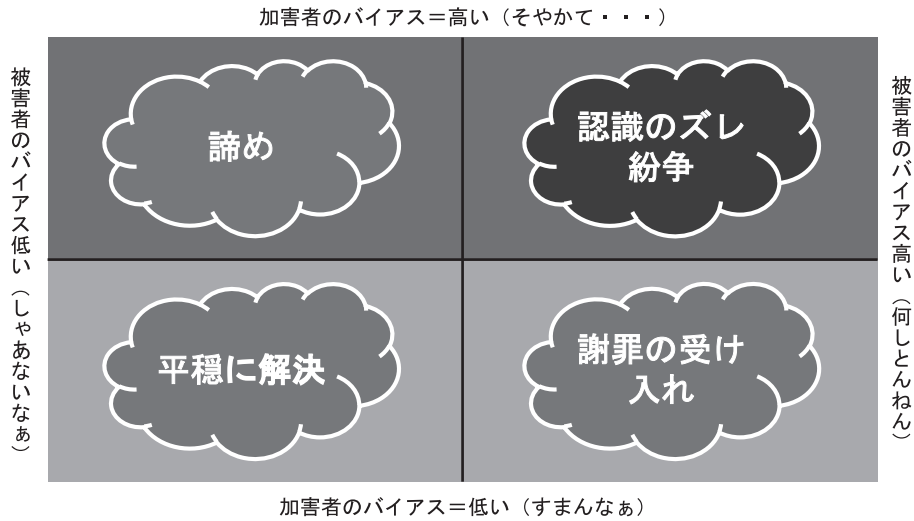 加害者のバイアス＝高い（そやかて・・・）
被害者のバイアス低い（しゃあないなぁ）
諦め
認識のズレ
紛争
被害者のバイアス高い（何しとんねん）
平穏に解決
謝罪の受け
入れ
加害者のバイアス＝低い（すまんなぁ）